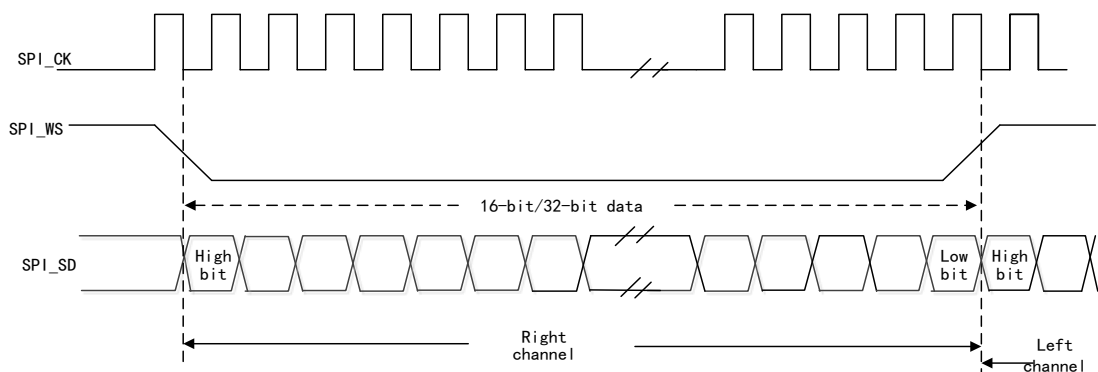 SPI_CK
SPI_WS
16-bit/32-bit data
SPI_SD
High
bit
Low
bit
High
bit
Right
channel
Left
channel